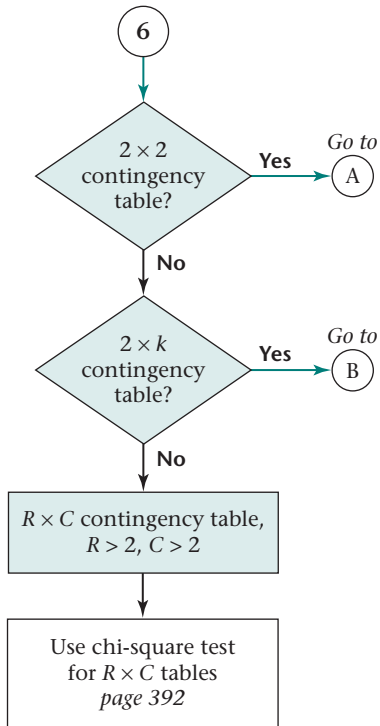 6
2 × 2
contingency
table?
Yes
Go to
A
No
2 × k
contingency
table?
Yes
Go to
B
No
R × C contingency table,
R > 2, C > 2
Use chi-square test
for R × C tables
page 392